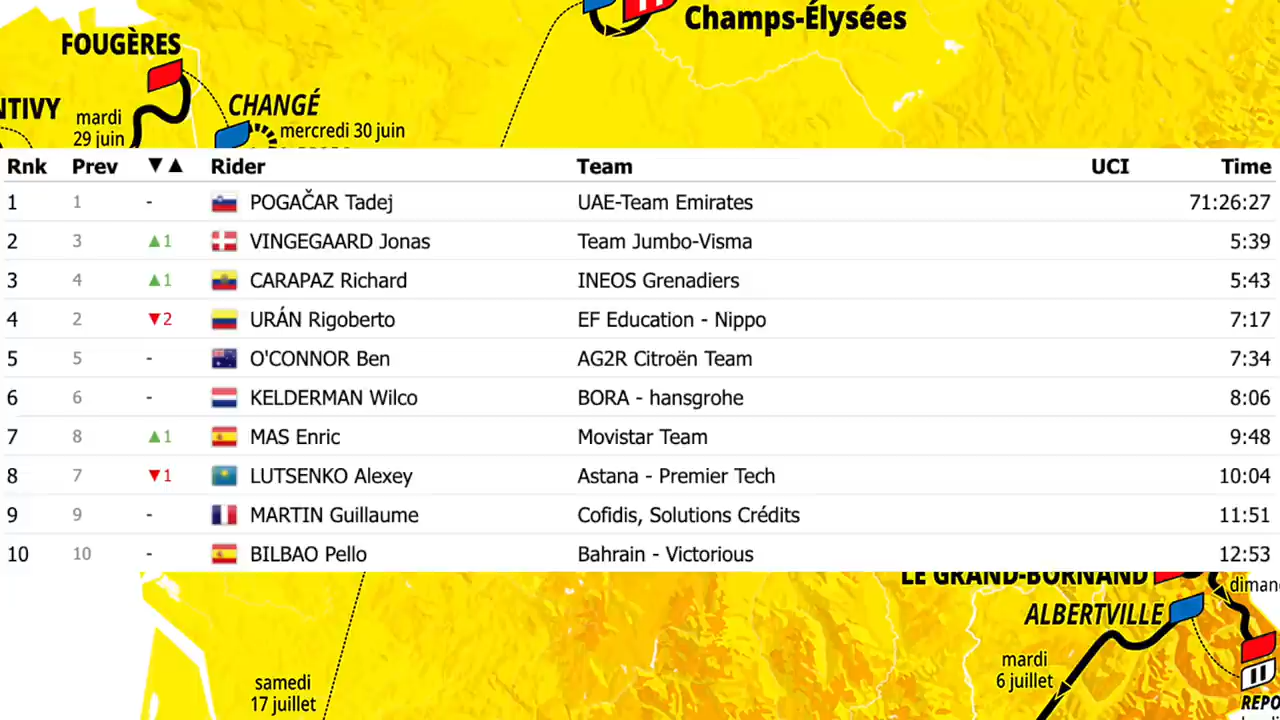 Champs-Élysées
FOUGÈRES
NTIVY
mardi
29 juin
CHANGÉ
mercredi 30 juin
Rnk Prev ▼▲ Rider Team UCI Time
1 1 - POGAČAR Tadej UAE-Team Emirates 71:26:27
2 3 ▲1 VINGEGAARD Jonas Team Jumbo-Visma 5:39
3 4 ▲1 CARAPAZ Richard INEOS Grenadiers 5:43
4 2 ▼2 URÁN Rigoberto EF Education - Nippo 7:17
5 5 - O'CONNOR Ben AG2R Citroën Team 7:34
6 6 - KELDERMAN Wilco BORA - hansgrohe 8:06
7 8 ▲1 MAS Enric Movistar Team 9:48
8 7 ▼1 LUTSENKO Alexey Astana - Premier Tech 10:04
9 9 - MARTIN Guillaume Cofidis, Solutions Crédits 11:51
10 10 - BILBAO Pello Bahrain - Victorious 12:53
LE GRAND-BORNAND
diman
ALBERTVILLE
mardi
6 juillet
samedi
17 juillet
REPO